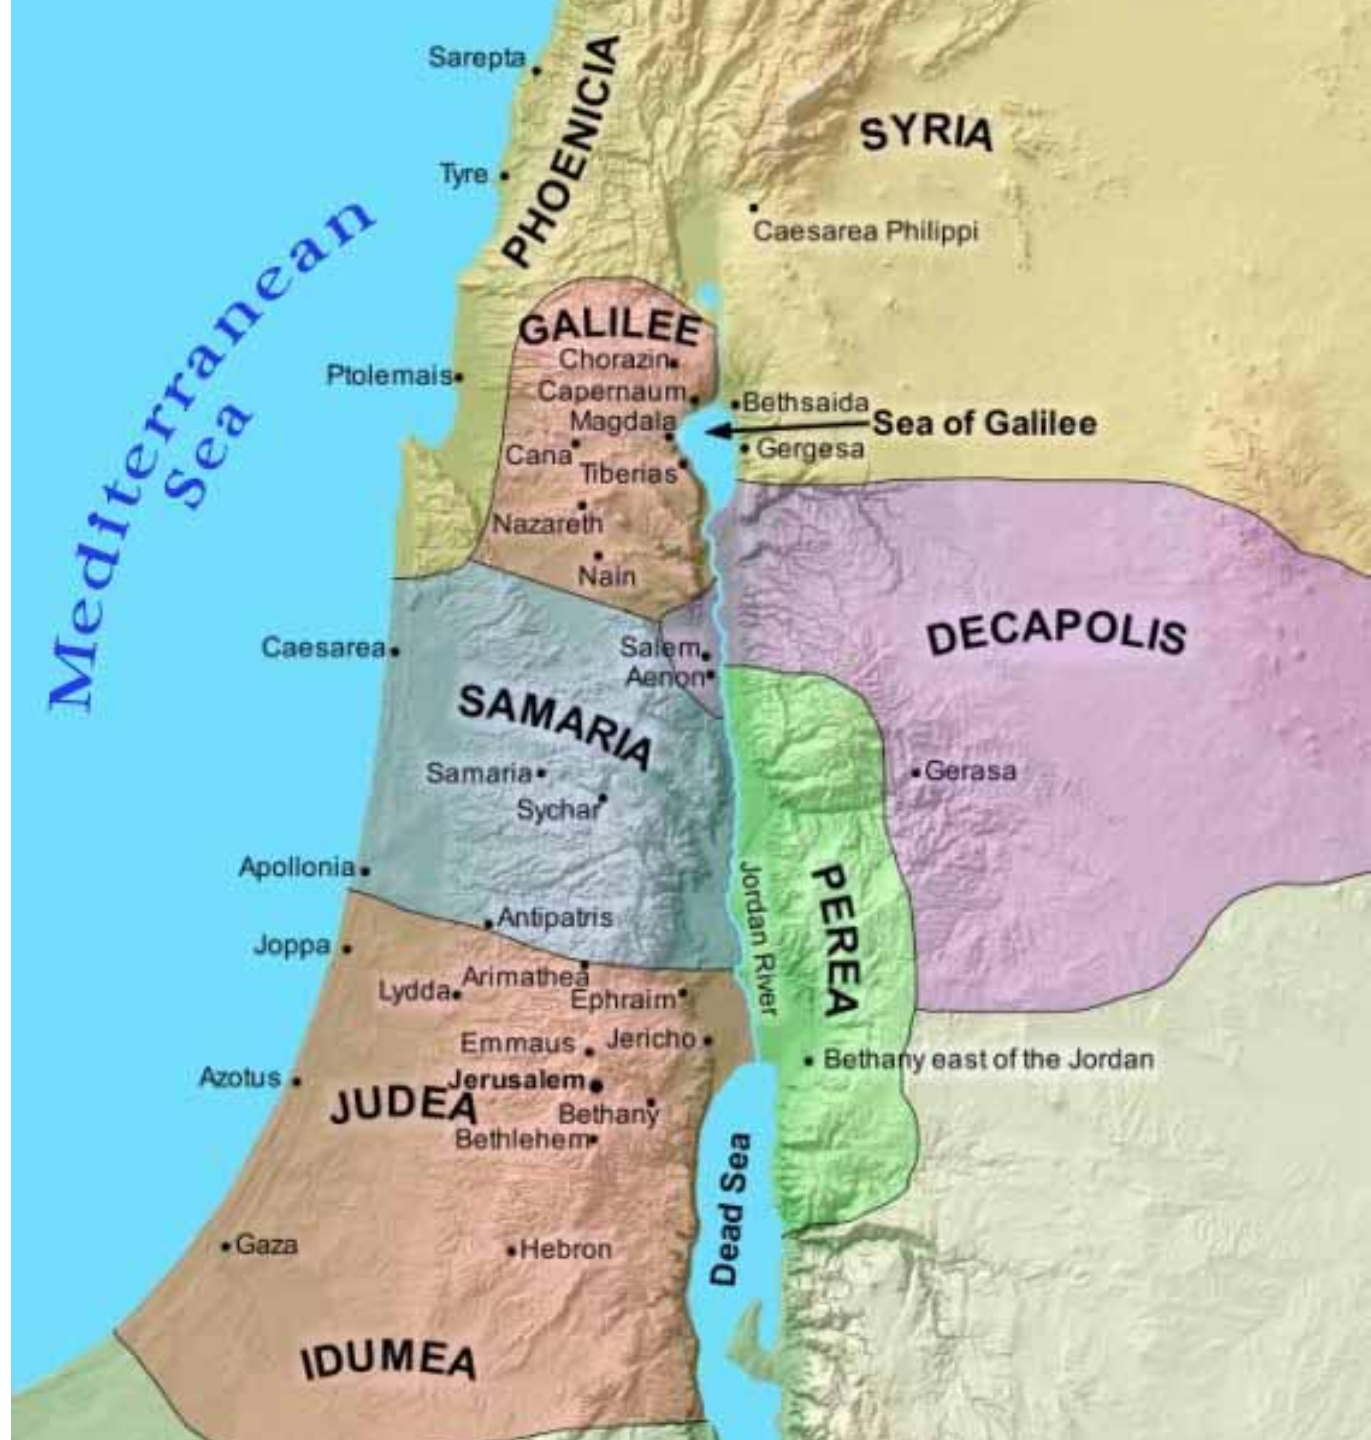 Sarepta
PHOENICIA
SYRIA
Tyre
Caesarea Philippi
Mediterranean
Sea
GALILEE
Chorazin
Ptolemais
Capernaum
Bethsaida
Magdala
Sea of Galilee
Cana
Gergesa
Tiberias
Nazareth
Nain
DECAPOLIS
Caesarea
Salem
Aenon
SAMARIA
Samaria
Gerasa
Sychar
Apollonia
PEREA
Jordan River
Antipatris
Joppa
Arimathea
Lydda
Ephraim
Emmaus
Jericho
Bethany east of the Jordan
Azotus
Jerusalem
JUDEA
Bethany
Bethlehem
Dead Sea
Gaza
Hebron
IDUMEA